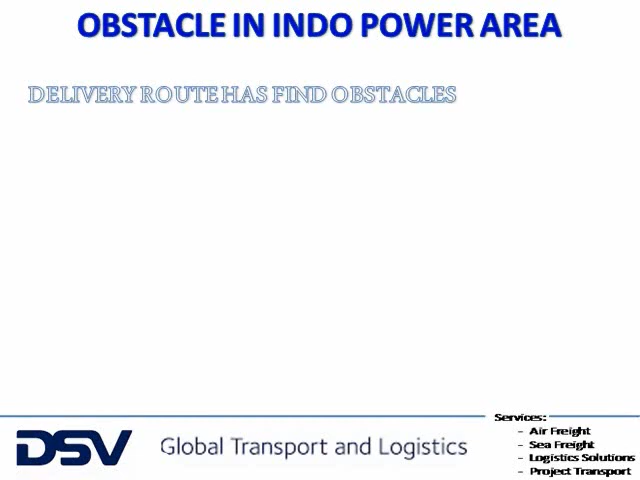 OBSTACLE IN INDO POWER AREA
DELIVERY ROUTE HAS FIND OBSTACLES
Services:
- Air Freight
- Sea Freight
- Logistics Solutions
- Project Transport
DSV Global Transport and Logistics